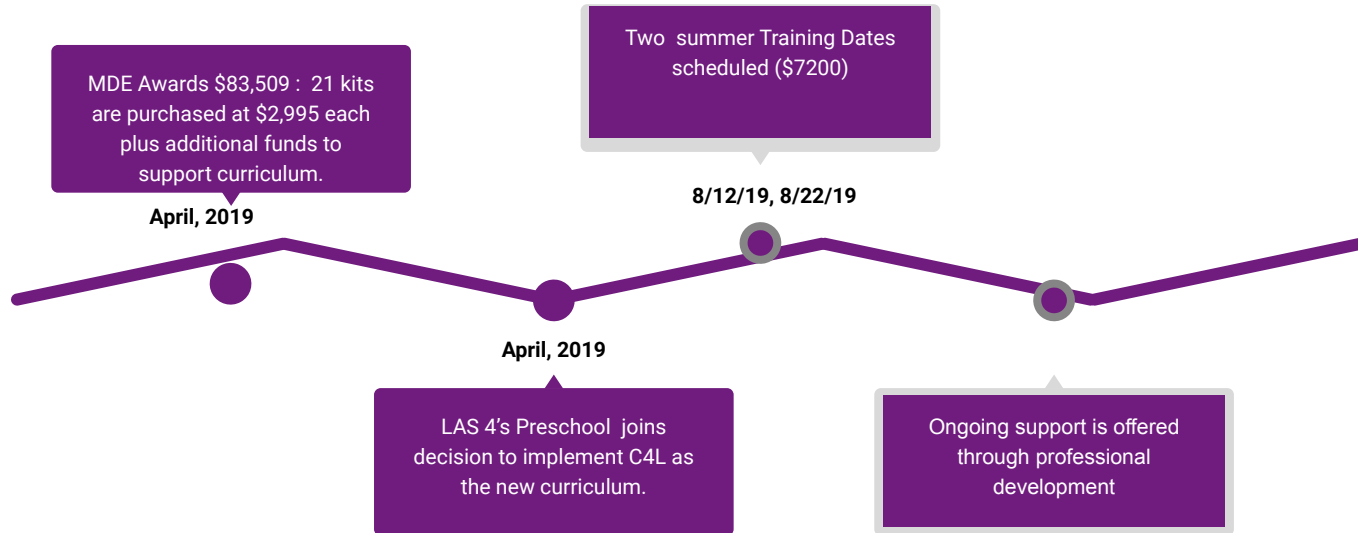 MDE Awards $83,509 : 21 kits
are purchased at $2,995 each
plus additional funds to
support curriculum.
April, 2019
April, 2019
LAS 4’s Preschool joins
decision to implement C4L as
the new curriculum.
Two summer Training Dates
scheduled ($7200)
8/12/19, 8/22/19
Ongoing support is offered
through professional
development